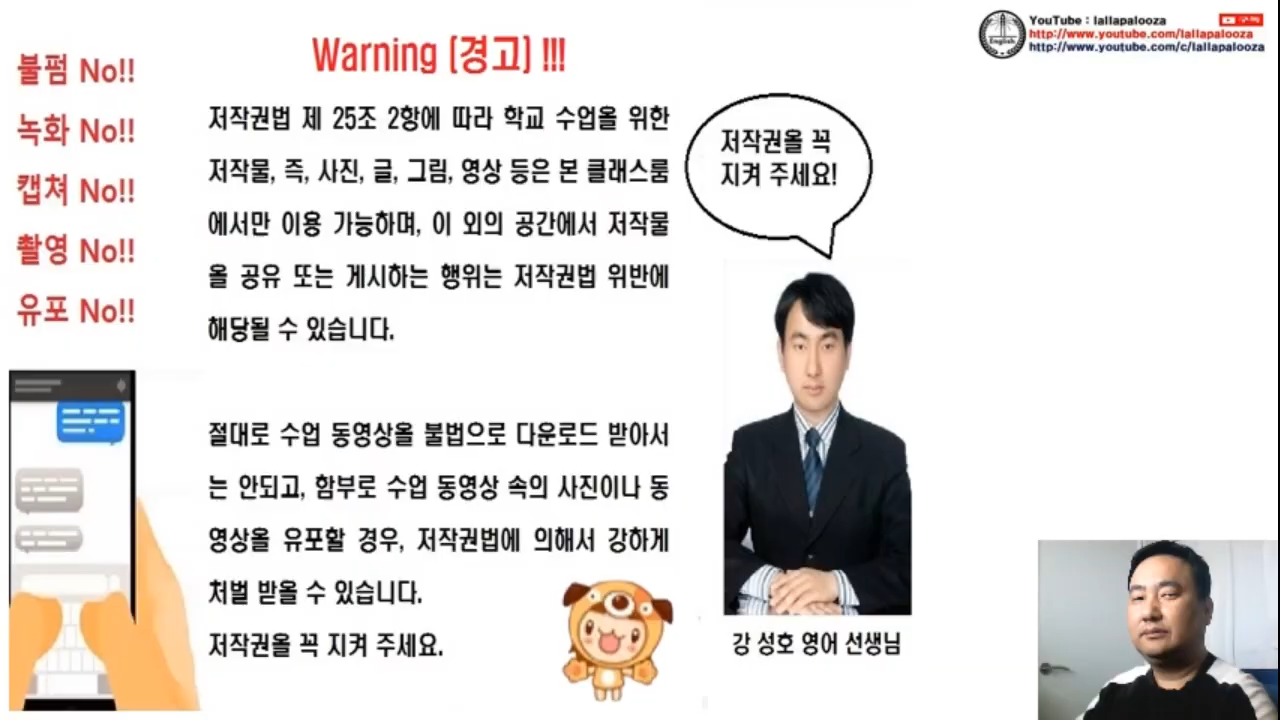 불펌 No!!
녹화 No!!
캡쳐 No!!
촬영 No!!
유포 No!!
Warning (경고) !!!
저작권법 제 25조 2항에 따라 학교 수업을 위한
저작물, 즉, 사진, 글, 그림, 영상 등은 본 클래스룸
에서만 이용 가능하며, 이 외의 공간에서 저작물
을 공유 또는 게시하는 행위는 저작권법 위반에
해당될 수 있습니다.
절대로 수업 동영상을 불법으로 다운로드 받아서
는 안되고, 함부로 수업 동영상 속의 사진이나 동
영상을 유포할 경우, 저작권법에 의해서 강하게
처벌 받을 수 있습니다.
저작권을 꼭 지켜 주세요.
저작권을 꼭
지켜 주세요!
강 성호 영어 선생님
English
YouTube : lallapalooza
http://www.youtube.com/lallapalooza
http://www.youtube.com/c/lallapalooza